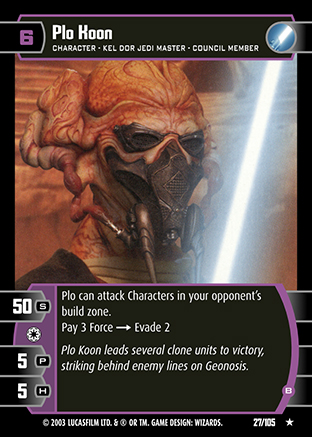 6 Plo Koon
CHARACTER - KEL DOR JEDI MASTER - COUNCIL MEMBER
Plo can attack Characters in your opponent's
50 S
build zone.
Pay 3 Force → Evade 2
Plo Koon leads several clone units to victory,
5 P
striking behind enemy lines on Geonosis.
5 H
B
© 2003 LUCASFILM LTD. & ® OR TM. GAME DESIGN: WIZARDS. 27/105 ★